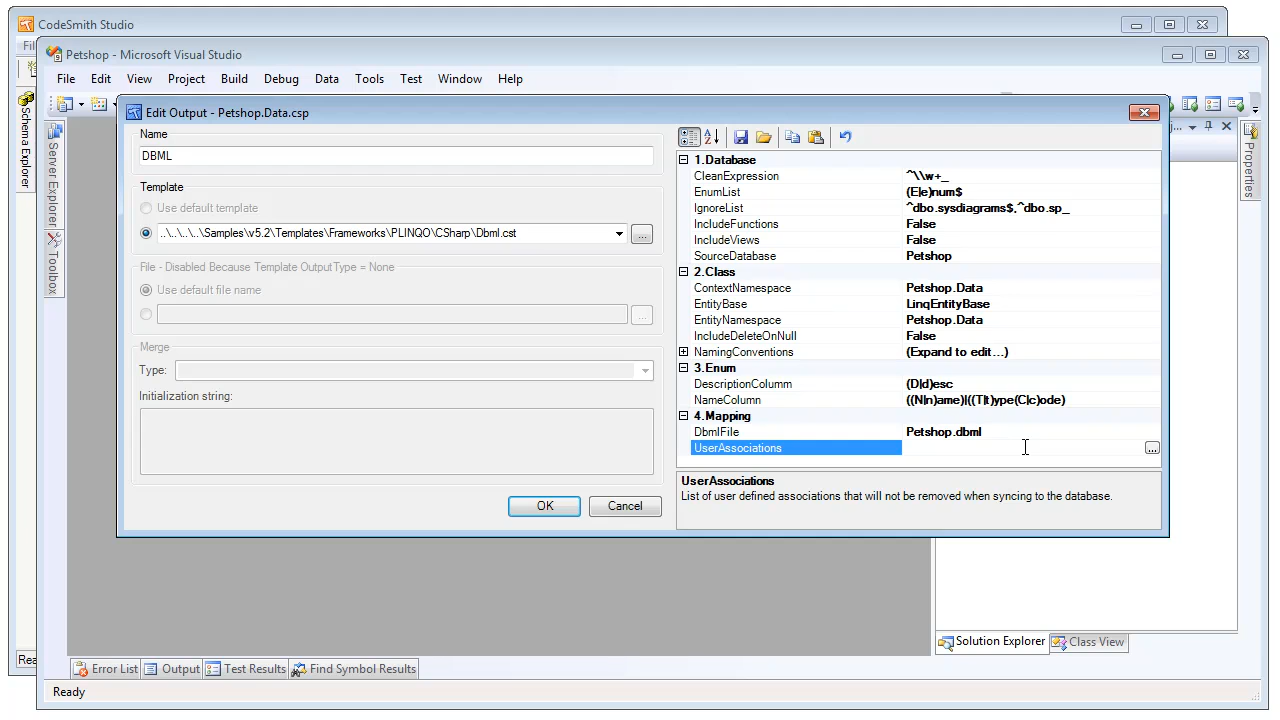 CodeSmith Studio
Fil
Petshop - Microsoft Visual Studio
File Edit View Project Build Debug Data Tools Test Window Help
Edit Output - Petshop.Data.csp
Schema Explorer
Server Explorer
Toolbox
Name
DBML
Template
Use default template
..\..\..\..\Samples\v5.2\Templates\Frameworks\PLINQO\CSharp\Dbml.cst
...
File - Disabled Because Template OutputType = None
Use default file name
...
Merge
Type:
Initialization string:
OK Cancel
1.Database
CleanExpression ^\\w+_
EnumList (E|e)num$
IgnoreList ^dbo.sysdiagrams$,^dbo.sp_
IncludeFunctions False
IncludeViews False
SourceDatabase Petshop
2.Class
ContextNamespace Petshop.Data
EntityBase LinqEntityBase
EntityNamespace Petshop.Data
IncludeDeleteOnNull False
NamingConventions (Expand to edit...)
3.Enum
DescriptionColumm (D|d)esc
NameColumn ((N|n)ame)|((T|t)ype(C|c)ode)
4.Mapping
DbmlFile Petshop.dbml
UserAssociations ...
UserAssociations
List of user defined associations that will not be removed when syncing to the database.
j...
Properties
Solution Explorer Class View
Error List Output Test Results Find Symbol Results
Rea
Ready